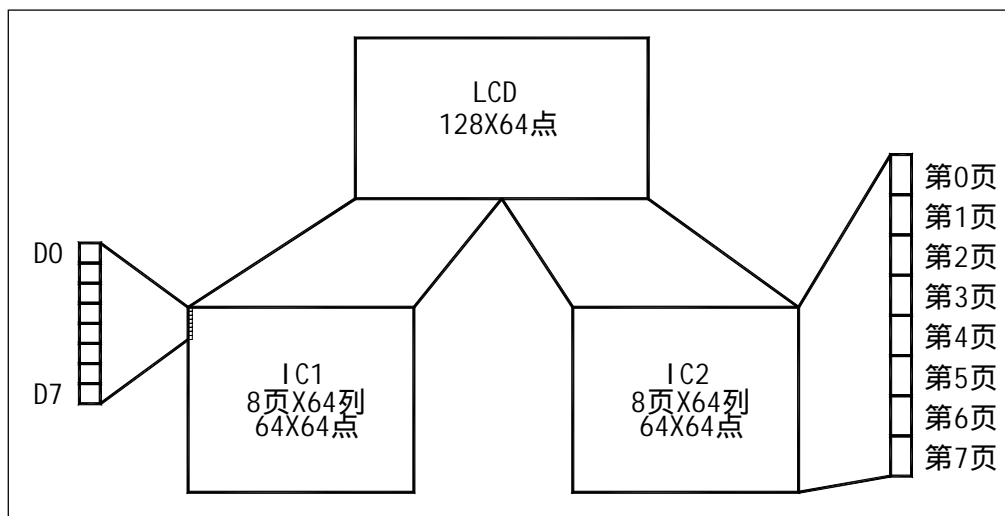 LCD
128X64点
D0
D7
IC1
8页X64列
64X64点
IC2
8页X64列
64X64点
第0页
第1页
第2页
第3页
第4页
第5页
第6页
第7页